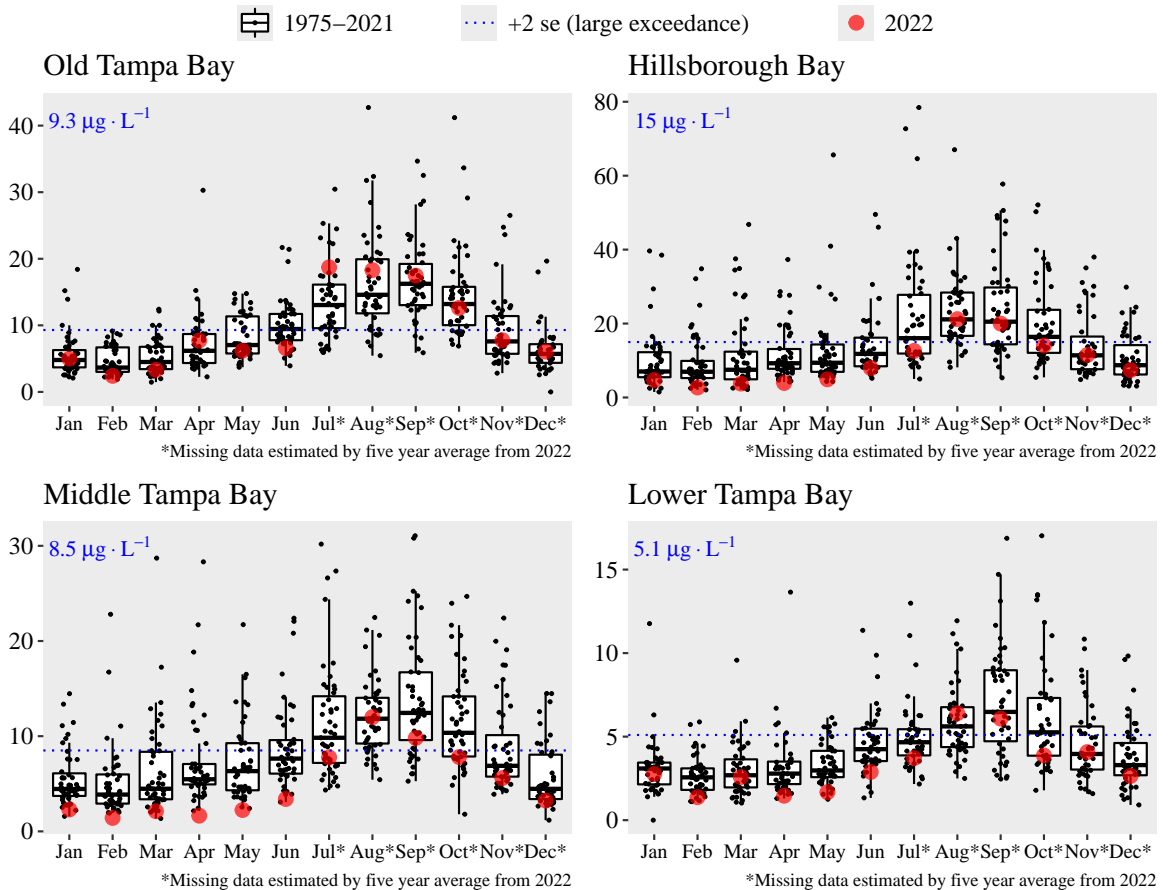 1975–2021 +2 se (large exceedance) 2022
Old Tampa Bay
9.3 µg · L⁻¹
40
30
20
10
0
Jan Feb Mar Apr May Jun Jul* Aug* Sep* Oct* Nov* Dec*
*Missing data estimated by five year average from 2022
Hillsborough Bay
15 µg · L⁻¹
80
60
40
20
0
Jan Feb Mar Apr May Jun Jul* Aug* Sep* Oct* Nov* Dec*
*Missing data estimated by five year average from 2022
Middle Tampa Bay
8.5 µg · L⁻¹
30
20
10
0
Jan Feb Mar Apr May Jun Jul* Aug* Sep* Oct* Nov* Dec*
*Missing data estimated by five year average from 2022
Lower Tampa Bay
5.1 µg · L⁻¹
15
10
5
0
Jan Feb Mar Apr May Jun Jul* Aug* Sep* Oct* Nov* Dec*
*Missing data estimated by five year average from 2022